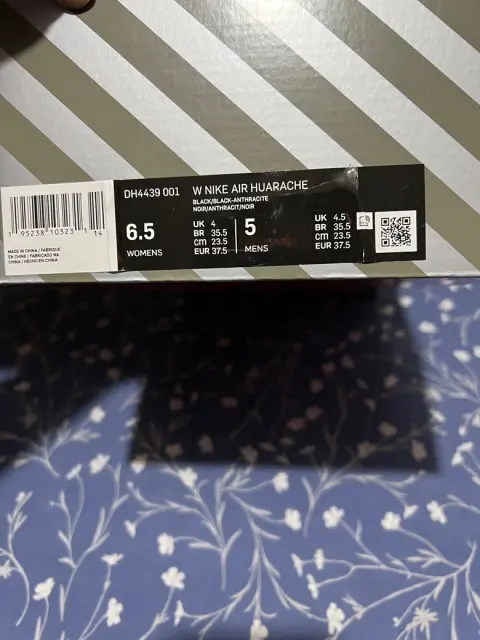 DH4439 001 W NIKE AIR HUARACHE
BLACK/BLACK-ANTHRACITE
NOIR/ANTHRACIT/NOIR
6.5
WOMENS
UK 4
BR 35.5
cm 23.5
EUR 37.5
5
MENS
UK 4.5
BR 35.5
cm 23.5
EUR 37.5
1 95238 10323 1 14
MADE IN CHINA / FABRIQUE
EN CHINE / FABRICADO NA
CHINA / HECHO EN CHINA